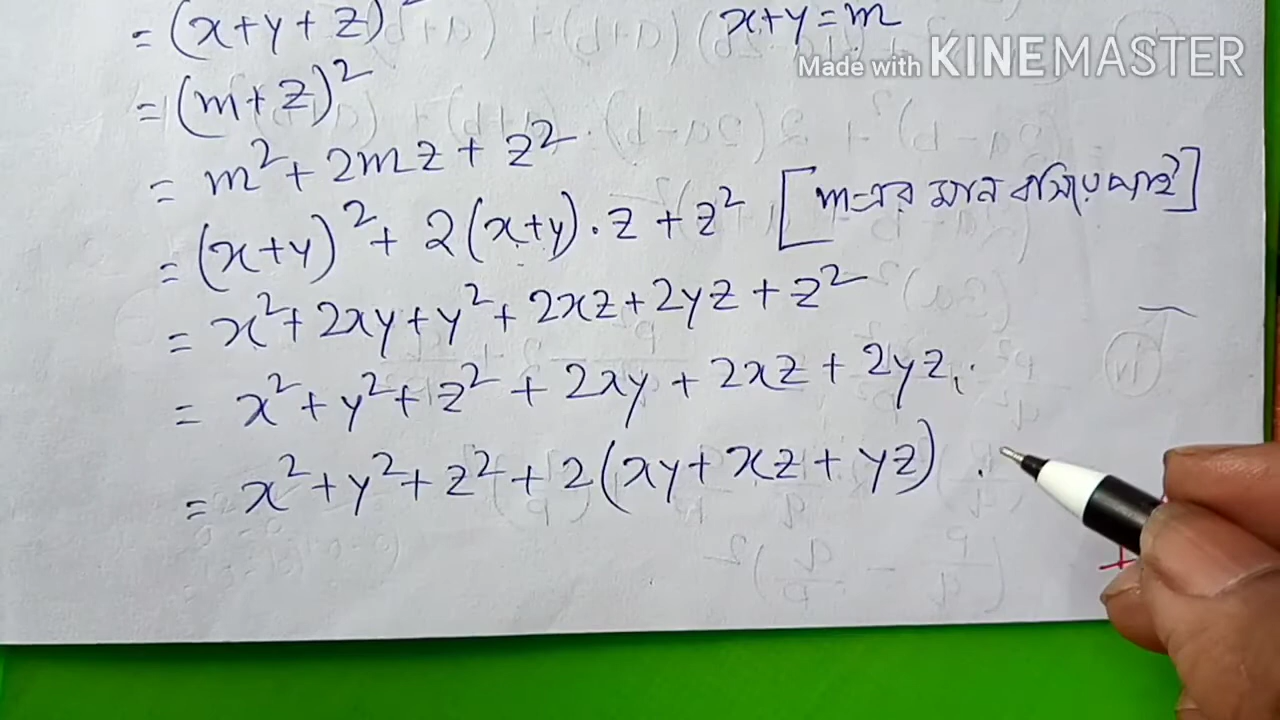 = (x+y+z)² x+y=m
Made with KINEMASTER
= (m+z)²
= m²+2mz+z²
= (x+y)²+2(x+y).z+z² [m-এর মান বসিয়ে পাই]
= x²+2xy+y²+2xz+2yz+z²
= x²+y²+z²+2xy+2xz+2yz
= x²+y²+z²+2(xy+xz+yz)